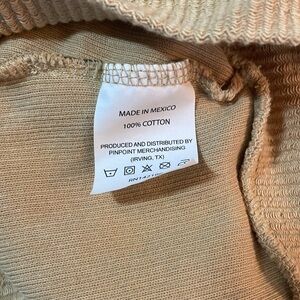 MADE IN MEXICO
100% COTTON
PRODUCED AND DISTRIBUTED BY
PINPOINT MERCHANDISING
(IRVING, TX)